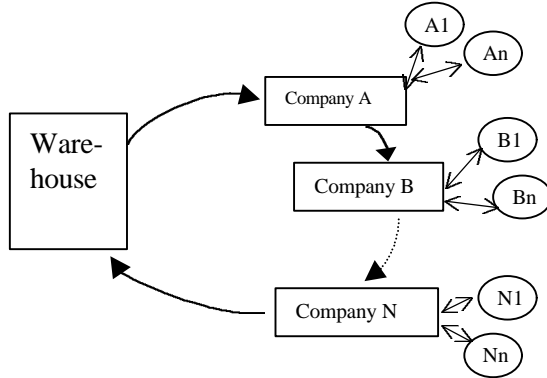 A1
An
Company A
Ware-
house
B1
Company B
Bn
Company N
N1
Nn